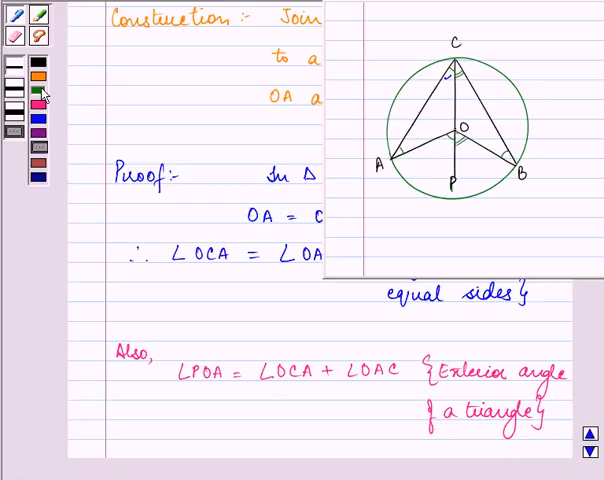 Construction:- Join
to a
OA a
C
O
A
B
P
Proof:- In Δ
OA =
∴ ∠OCA = ∠OA
equal sides}
Also,
∠POA = ∠OCA + ∠OAC {Exterior angle
of a triangle}